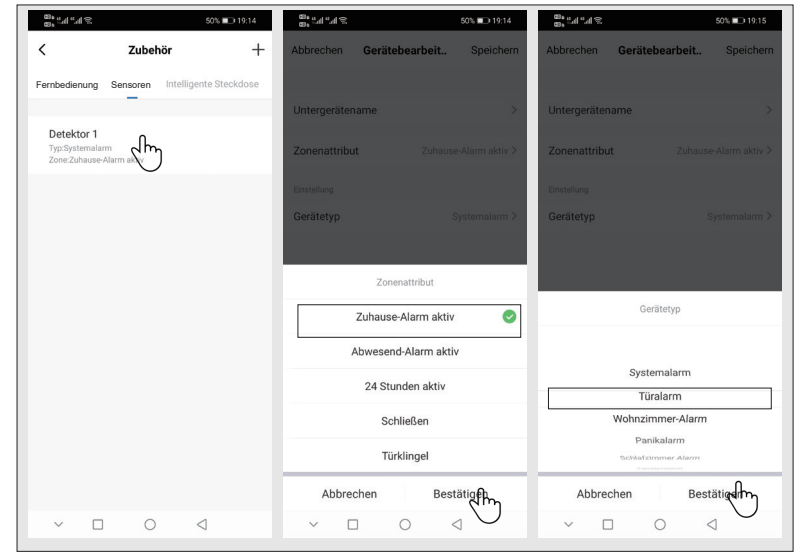 50% 19:14
Zubehör
Fernbedienung Sensoren Intelligente Steckdose
Detektor 1
Typ:Systemalarm
Zone:Zuhause-Alarm aktiv
50% 19:14
Abbrechen Gerätebearbeit.. Speichern
Untergerätename
Zonenattribut Zuhause-Alarm aktiv
Einstellung
Gerätetyp Systemalarm
Zonenattribut
Zuhause-Alarm aktiv
Abwesend-Alarm aktiv
24 Stunden aktiv
Schließen
Türklingel
Abbrechen Bestätigen
50% 19:15
Abbrechen Gerätebearbeit.. Speichern
Untergerätename
Zonenattribut Zuhause-Alarm aktiv
Einstellung
Gerätetyp Systemalarm
Gerätetyp
Systemalarm
Türalarm
Wohnzimmer-Alarm
Panikalarm
Schlafzimmer Alarm
Abbrechen Bestätigen